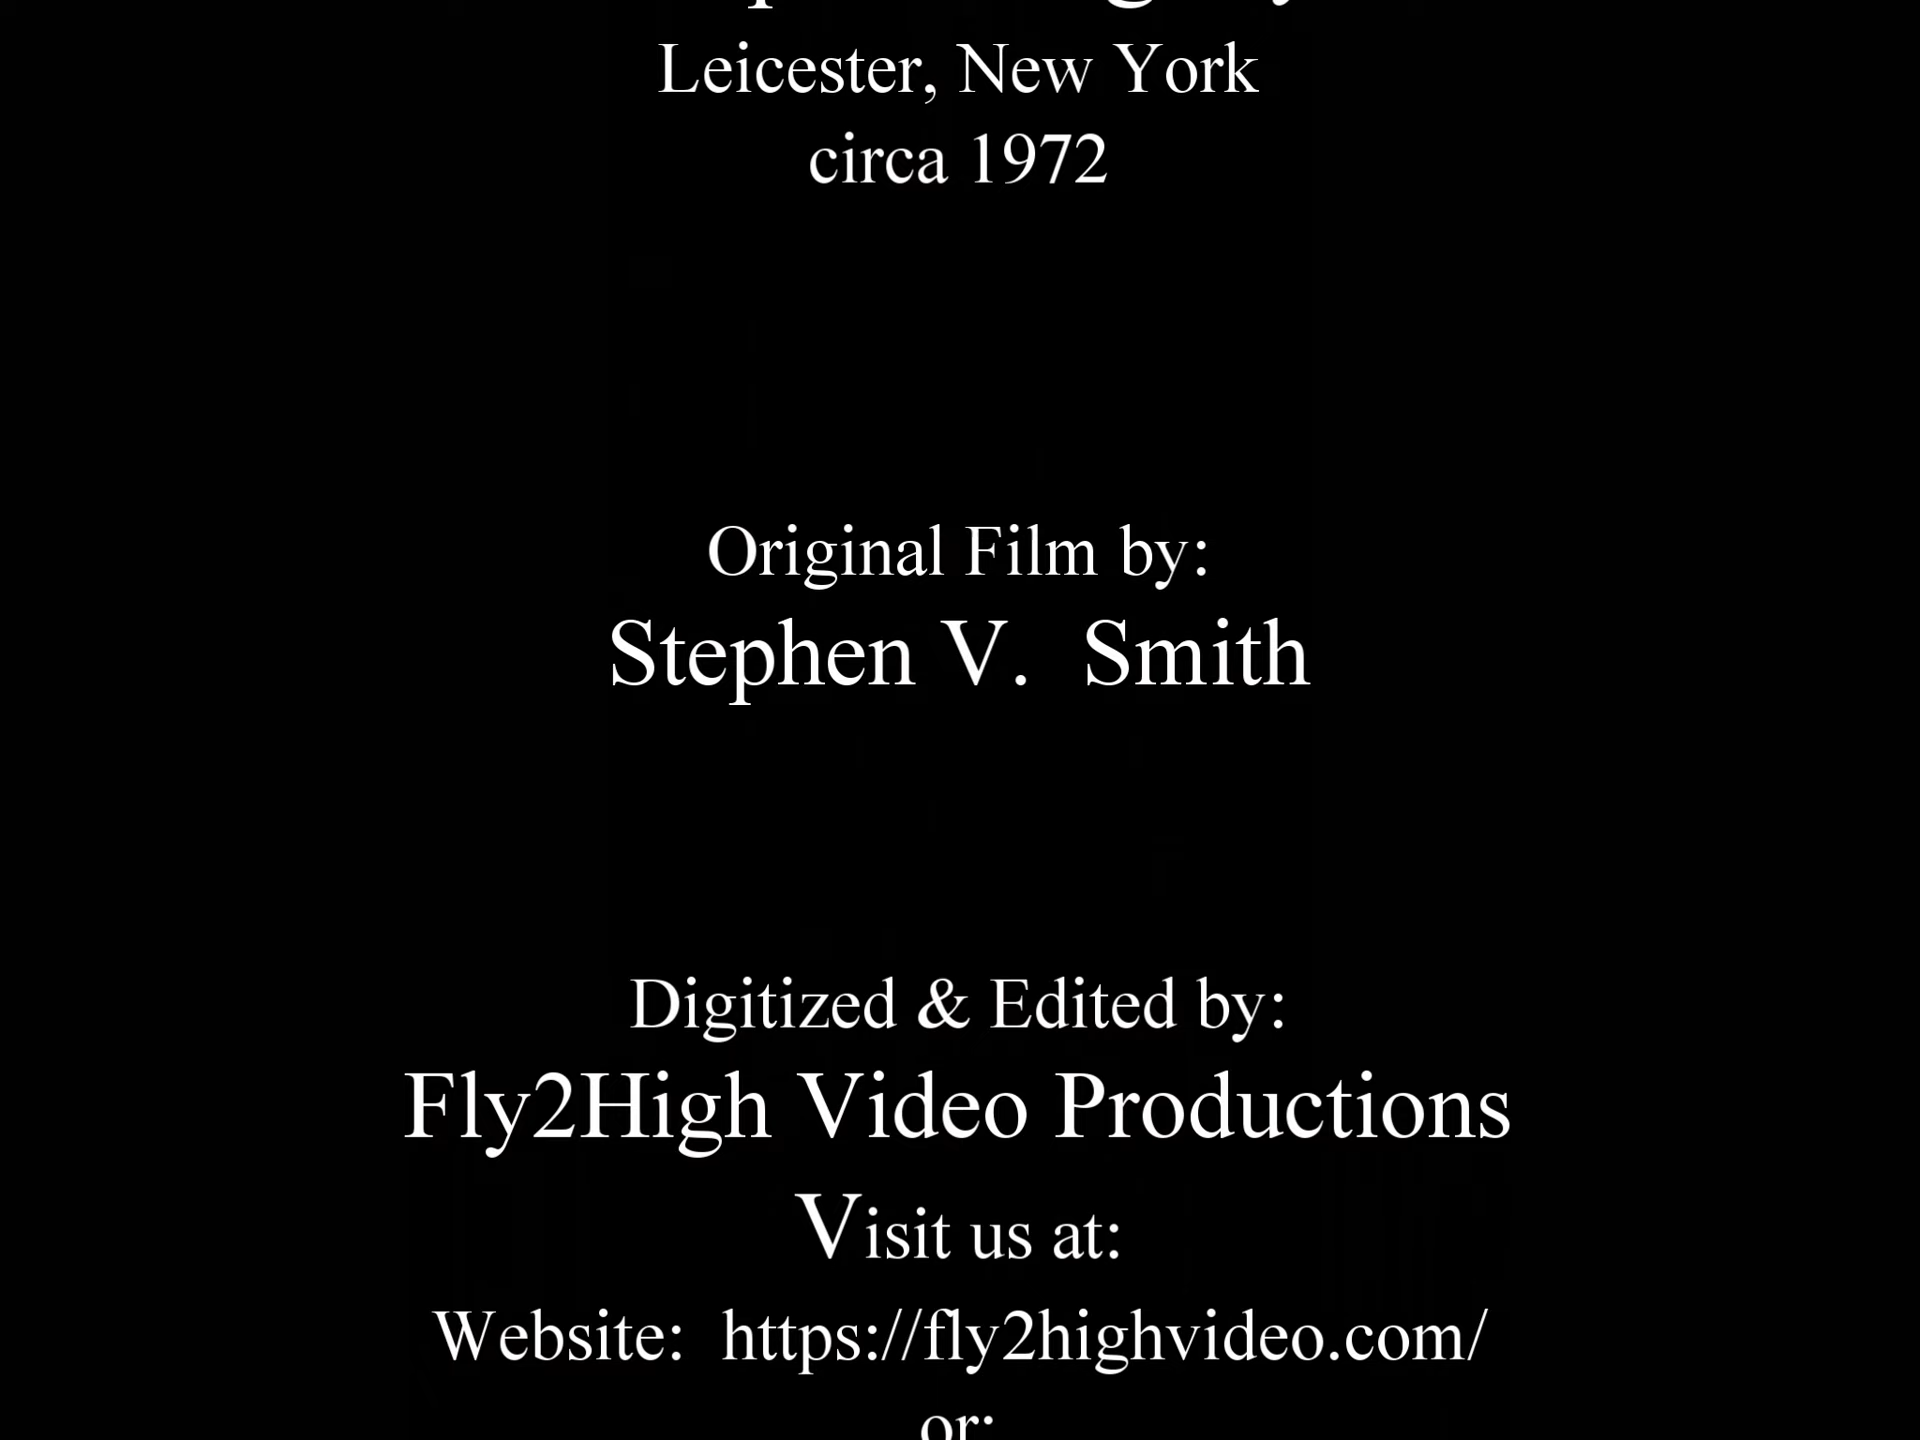 Leicester, New York
circa 1972
Original Film by:
Stephen V.  Smith
Digitized & Edited by:
Fly2High Video Productions
Visit us at:
Website:  https://fly2highvideo.com/
or: